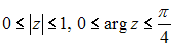 0 ≤ |z| ≤ 1, 0 ≤ arg z ≤ π/4